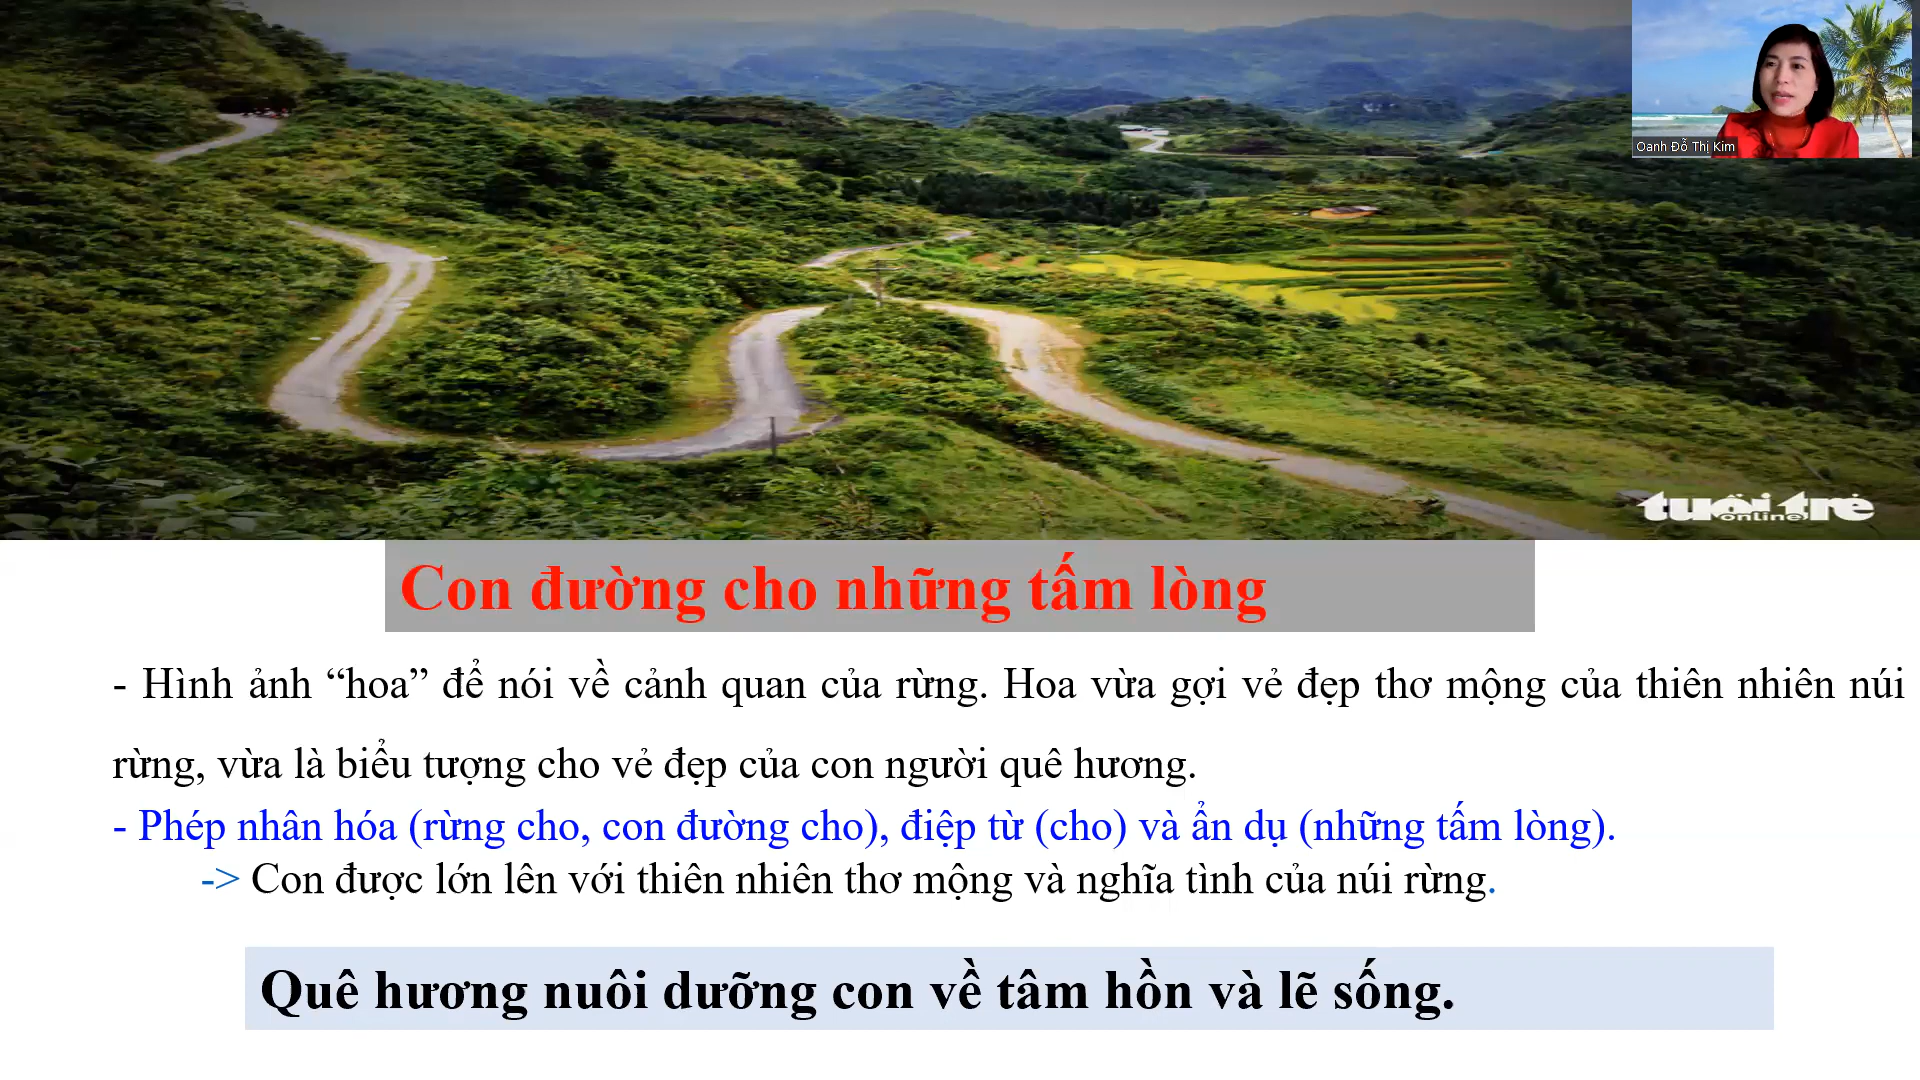 Oanh Đỗ Thị Kim
tuổi trẻ
online
Con đường cho những tấm lòng
- Hình ảnh “hoa” để nói về cảnh quan của rừng. Hoa vừa gợi vẻ đẹp thơ mộng của thiên nhiên núi
rừng, vừa là biểu tượng cho vẻ đẹp của con người quê hương.
- Phép nhân hóa (rừng cho, con đường cho), điệp từ (cho) và ẩn dụ (những tấm lòng).
-> Con được lớn lên với thiên nhiên thơ mộng và nghĩa tình của núi rừng.
Quê hương nuôi dưỡng con về tâm hồn và lẽ sống.